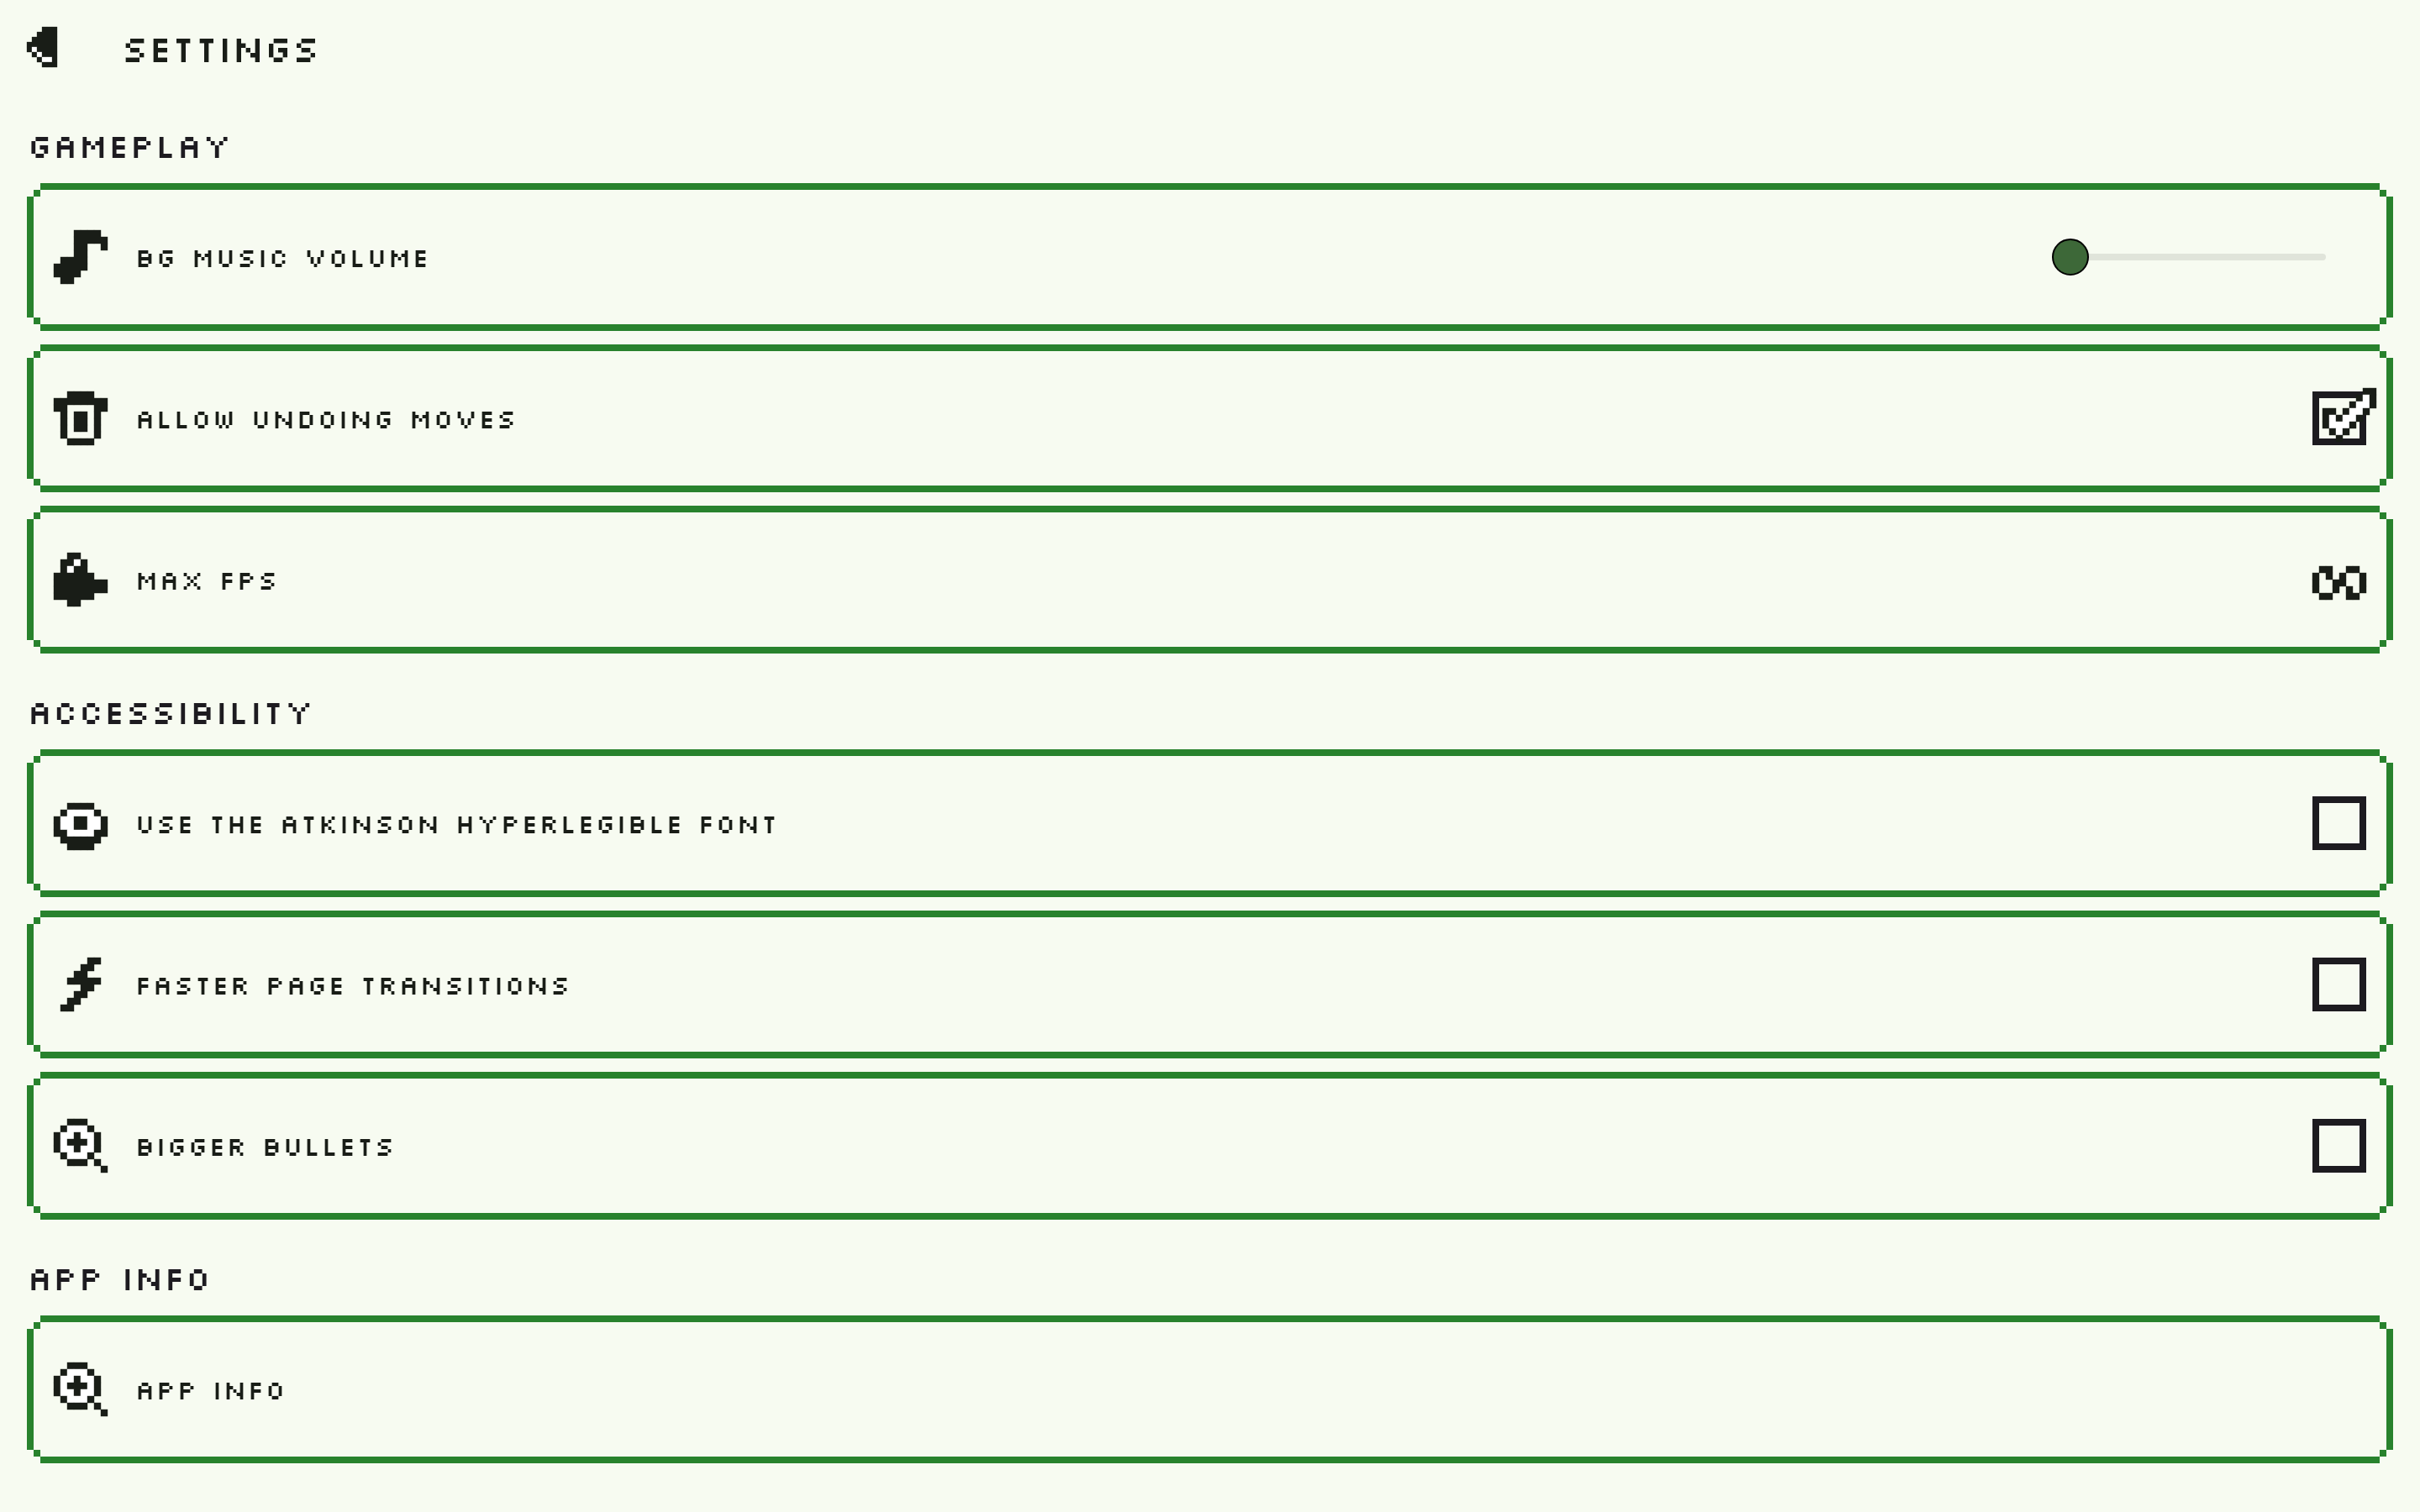 SETTINGS
GAMEPLAY
BG MUSIC VOLUME
ALLOW UNDOING MOVES
MAX FPS
ACCESSIBILITY
USE THE ATKINSON HYPERLEGIBLE FONT
FASTER PAGE TRANSITIONS
BIGGER BULLETS
APP INFO
APP INFO